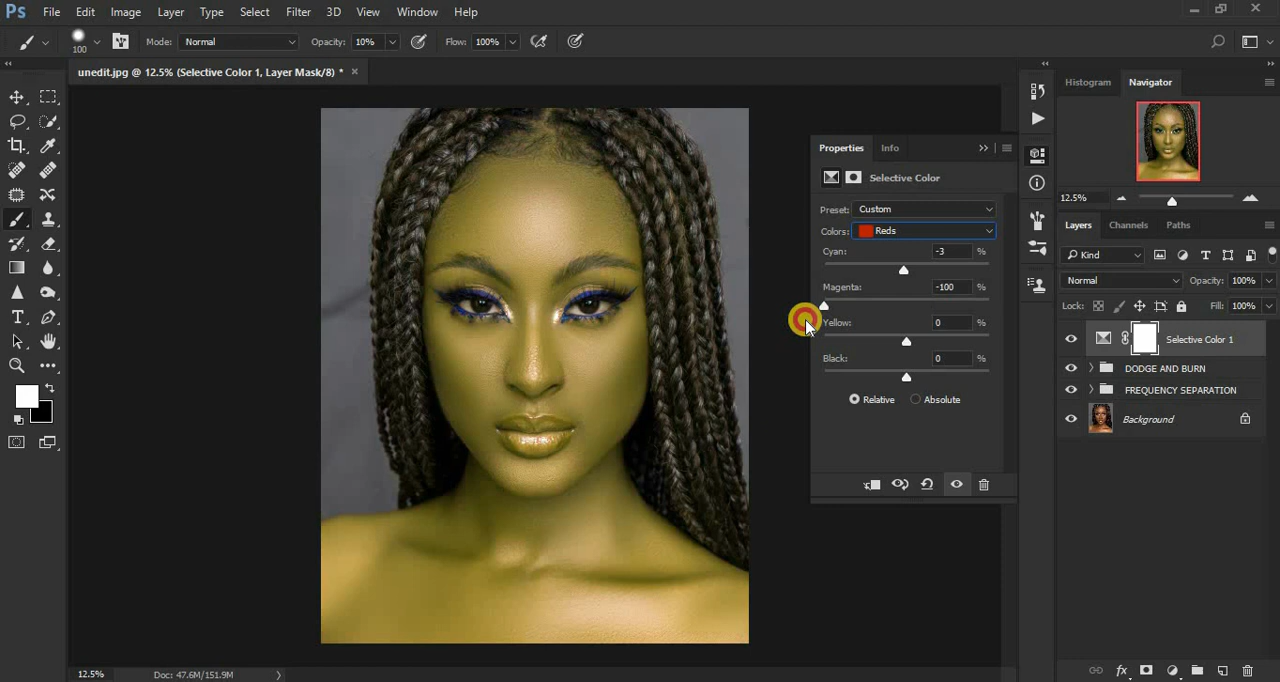 Ps File Edit Image Layer Type Select Filter 3D View Window Help
100 Mode: Normal Opacity: 10% Flow: 100%
unedit.jpg @ 12.5% (Selective Color 1, Layer Mask/8) * ×
Histogram Navigator
12.5%
Properties Info
Selective Color
Preset: Custom
Colors: Reds
Cyan: -3 %
Magenta: -100 %
Yellow: 0 %
Black: 0 %
Relative Absolute
Layers Channels Paths
Kind
Normal Opacity: 100%
Lock: Fill: 100%
Selective Color 1
DODGE AND BURN
FREQUENCY SEPARATION
Background
12.5% Doc: 47.6M/151.9M